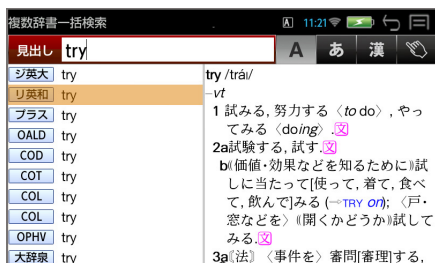 複数辞書一括検索
A 11:21
見出し try
A あ 漢
ジ英大 try
リ英和 try
プラス try
OALD try
COD try
COT try
COL try
COL try
OPHV try
大辞泉 try
try /tráı/
—vt
1 試みる, 努力する〈to do〉, やっ
てみる〈doing〉.文
2a試験する, 試す.文
b⟪価値・効果などを知るために⟫試
しに当たって[使って, 着て, 食べ
て, 飲んで]みる (→TRY on); 〈戸・
窓などを〉⟪開くかどうか⟫試して
みる.文
3a〘法〙〈事件を〉審問[審理]する,